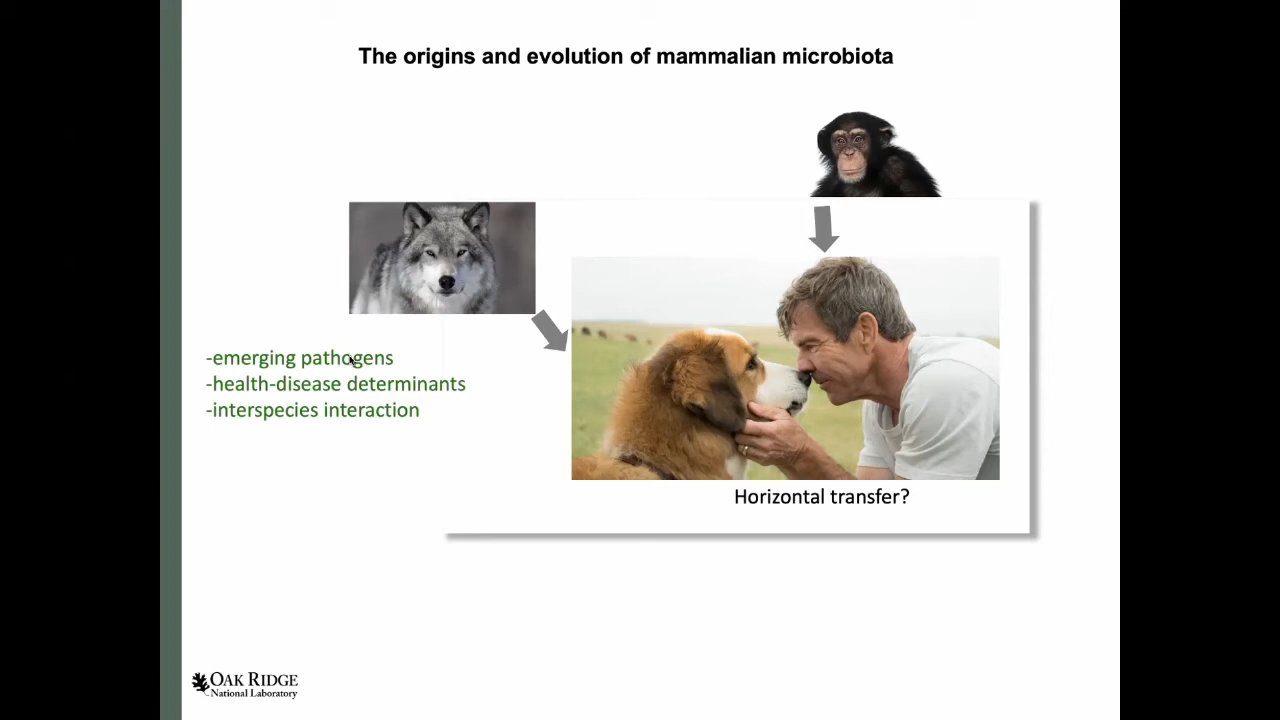 The origins and evolution of mammalian microbiota
-emerging pathogens
-health-disease determinants
-interspecies interaction
Horizontal transfer?
OAK RIDGE
National Laboratory